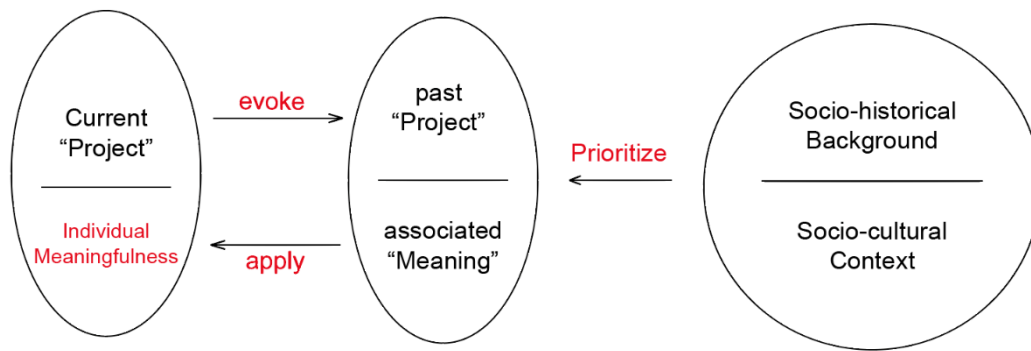 Current
“Project”
Individual
Meaningfulness
evoke
apply
past
“Project”
associated
“Meaning”
Prioritize
Socio-historical
Background
Socio-cultural
Context